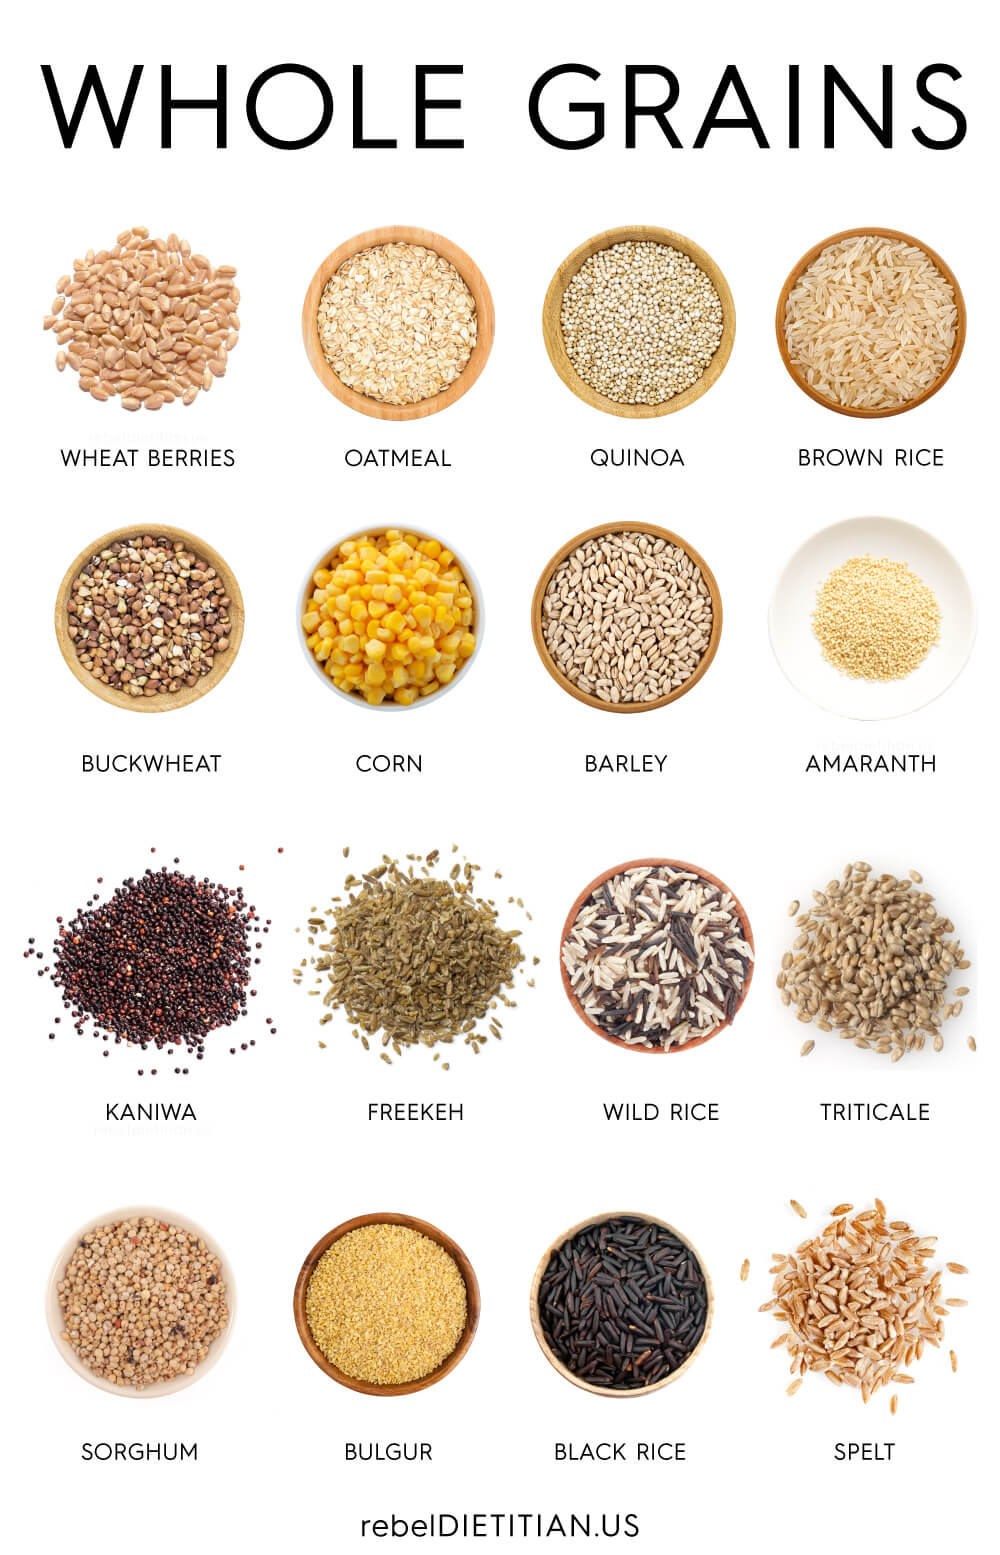 WHOLE GRAINS
WHEAT BERRIES
OATMEAL
QUINOA
BROWN RICE
BUCKWHEAT
CORN
BARLEY
AMARANTH
KANIWA
FREEKEH
WILD RICE
TRITICALE
SORGHUM
BULGUR
BLACK RICE
SPELT
rebelDIETITIAN.US